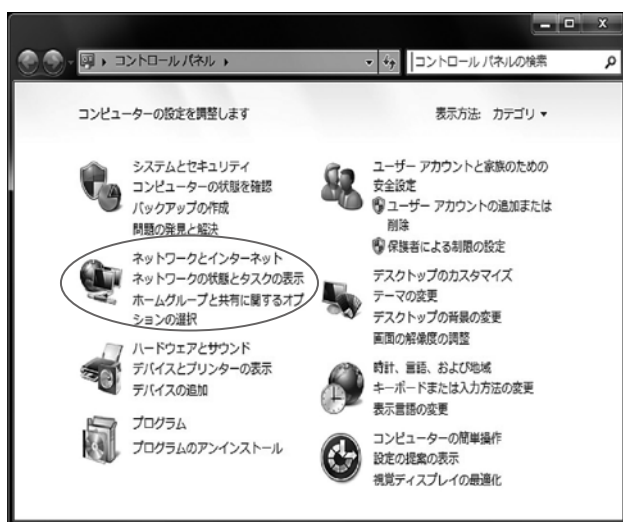 コントロール パネル
コントロール パネルの検索
コンピューターの設定を調整します
表示方法: カテゴリ
システムとセキュリティ
コンピューターの状態を確認
バックアップの作成
問題の発見と解決
ネットワークとインターネット
ネットワークの状態とタスクの表示
ホームグループと共有に関するオプ
ションの選択
ハードウェアとサウンド
デバイスとプリンターの表示
デバイスの追加
プログラム
プログラムのアンインストール
ユーザー アカウントと家族のための
安全設定
ユーザー アカウントの追加または
削除
保護者による制限の設定
デスクトップのカスタマイズ
テーマの変更
デスクトップの背景の変更
画面の解像度の調整
時計、言語、および地域
キーボードまたは入力方法の変更
表示言語の変更
コンピューターの簡単操作
設定の提案の表示
視覚ディスプレイの最適化